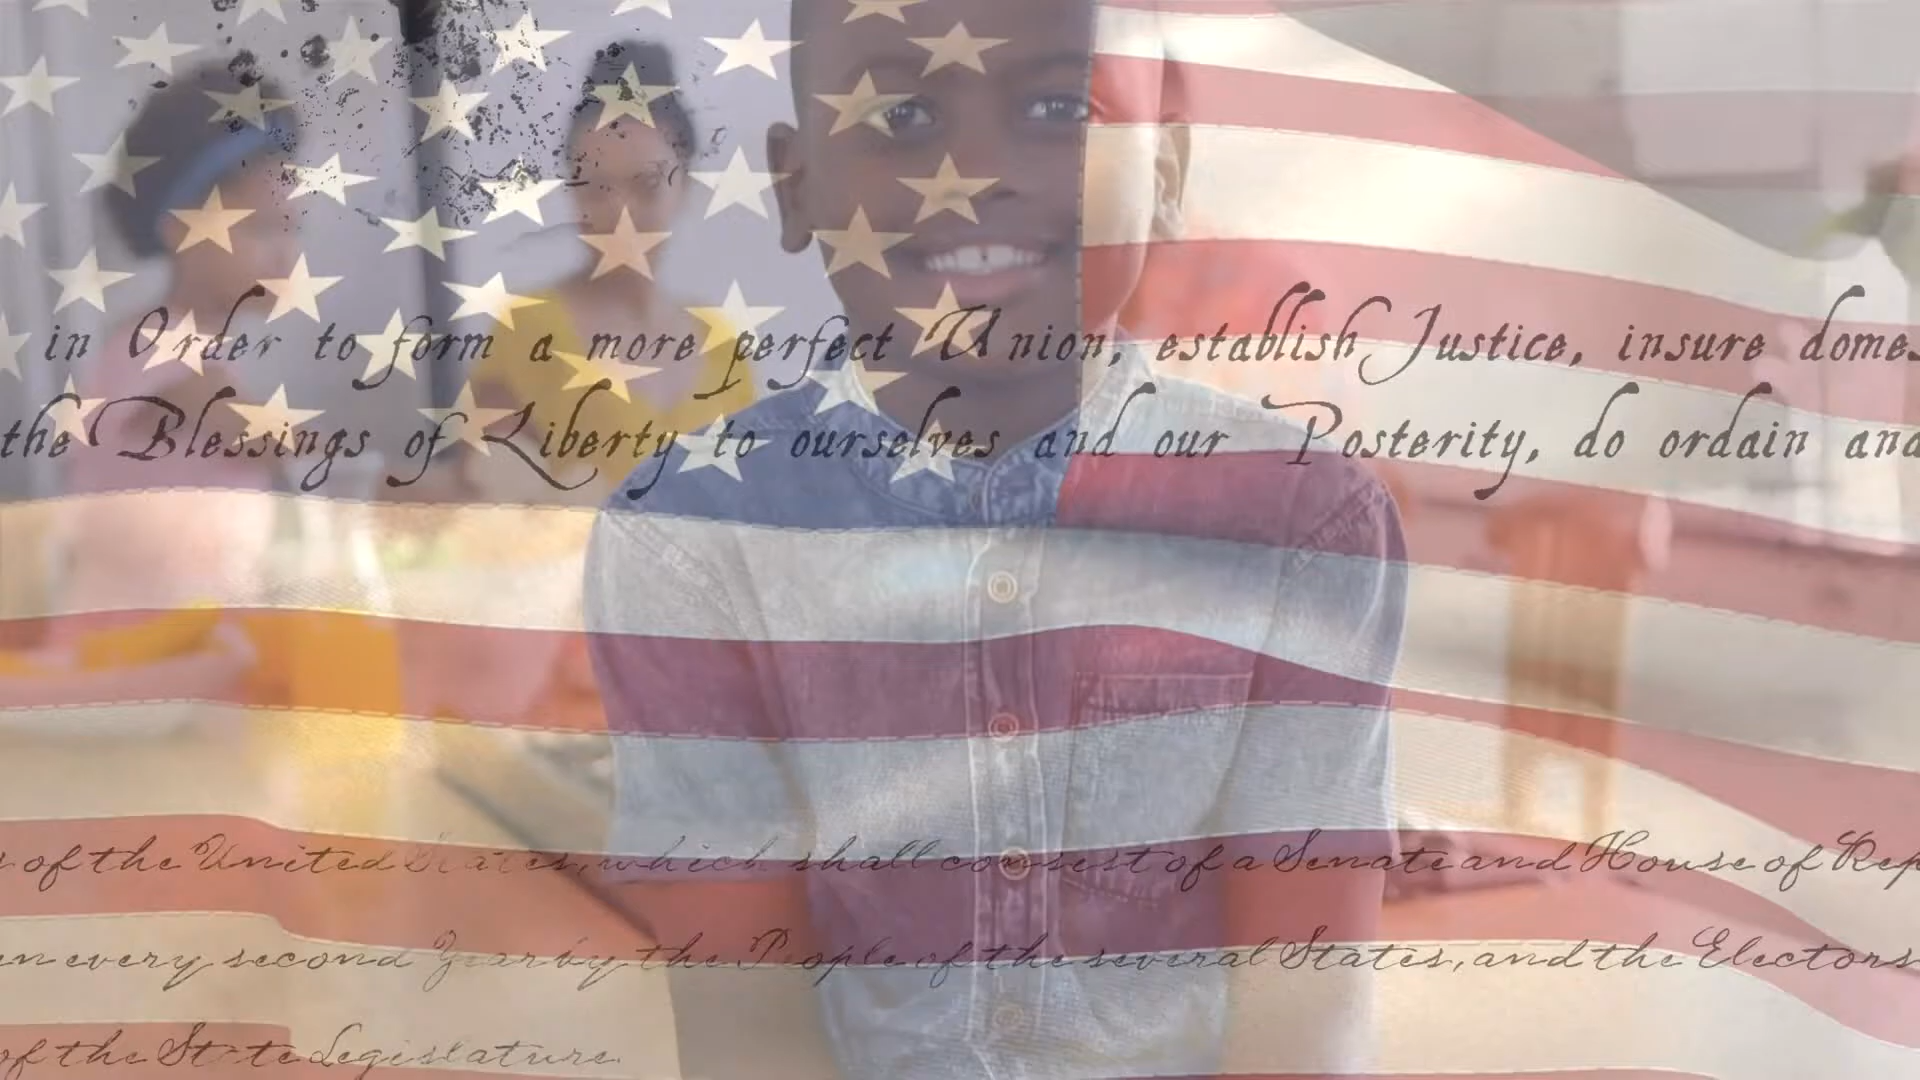 in Order to form a more perfect Union, establish Justice, insure domes
the Blessings of Liberty to ourselves and our Posterity, do ordain and
of the United States, which shall consist of a Senate and House of Rep
en every second Year by the People of the several States, and the Electors
of the State Legislature.